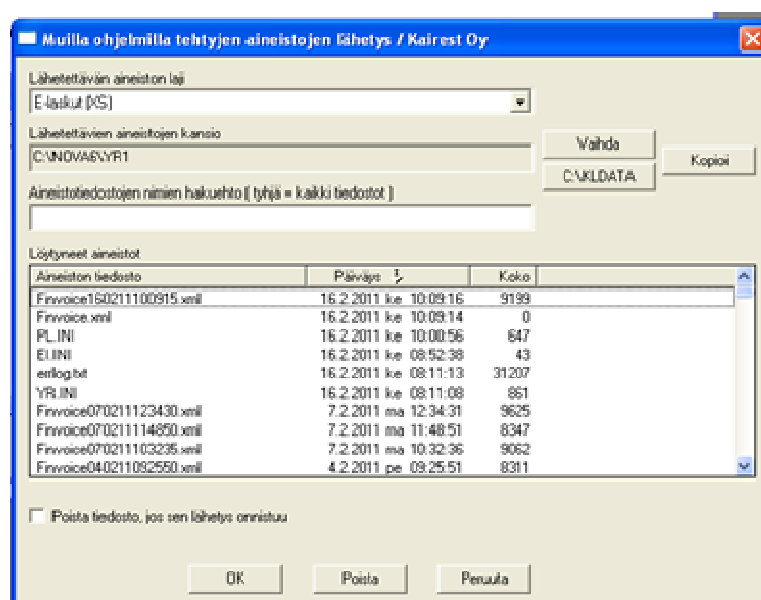 Muilla ohjelmilla tehtyjen aineistojen lähetys / Kairest Oy
Lähetettävän aineiston laji
E-laskut (XS)
Lähetettävien aineistojen kansio
C:\NOVA6\YR1
Vaihda
Kopioi
C:\KLDATA\
Aineistotiedostojen nimien hakuehto ( tyhjä = kaikki tiedostot )
Löytyneet aineistot
Aineiston tiedosto Päiväys Koko
Finvoice160211100915.xml 16.2.2011 ke 10:09:16 9199
Finvoice.xml 16.2.2011 ke 10:09:14 0
PL.INI 16.2.2011 ke 10:00:56 647
EI.INI 16.2.2011 ke 08:52:38 43
errlog.txt 16.2.2011 ke 08:11:13 31207
YRI.INI 16.2.2011 ke 08:11:08 861
Finvoice070211123430.xml 7.2.2011 ma 12:34:31 9625
Finvoice070211114850.xml 7.2.2011 ma 11:48:51 8347
Finvoice070211103235.xml 7.2.2011 ma 10:32:36 9062
Finvoice040211092550.xml 4.2.2011 pe 09:25:51 8311
Poista tiedosto, jos sen lähetys onnistuu
OK Poista Peruuta